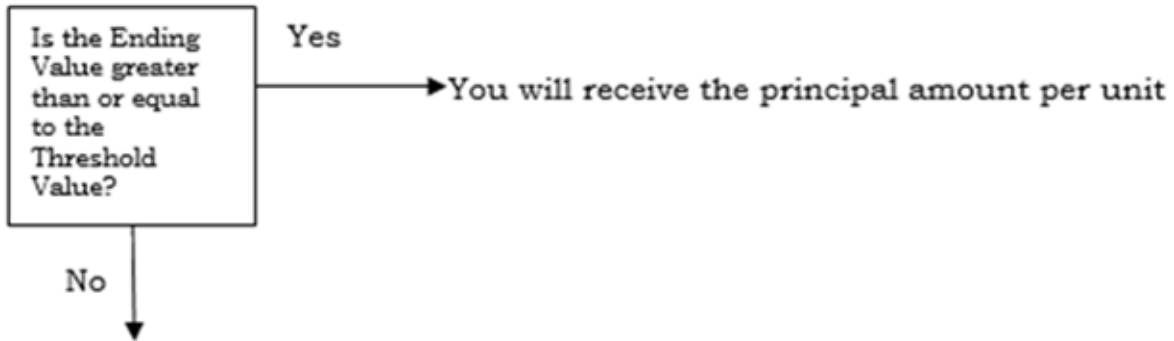 Is the Ending
Value greater
than or equal
to the
Threshold
Value?
Yes
You will receive the principal amount per unit
No